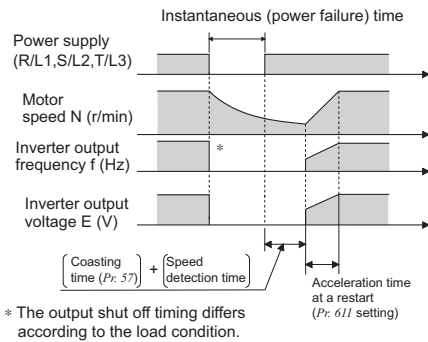 Instantaneous (power failure) time
Power supply
(R/L1,S/L2,T/L3)
Motor
speed N (r/min)
Inverter output
frequency f (Hz)
*
Inverter output
voltage E (V)
Coasting
time (Pr. 57)
+
Speed
detection time
Acceleration time
at a restart
(Pr. 611 setting)
* The output shut off timing differs
according to the load condition.